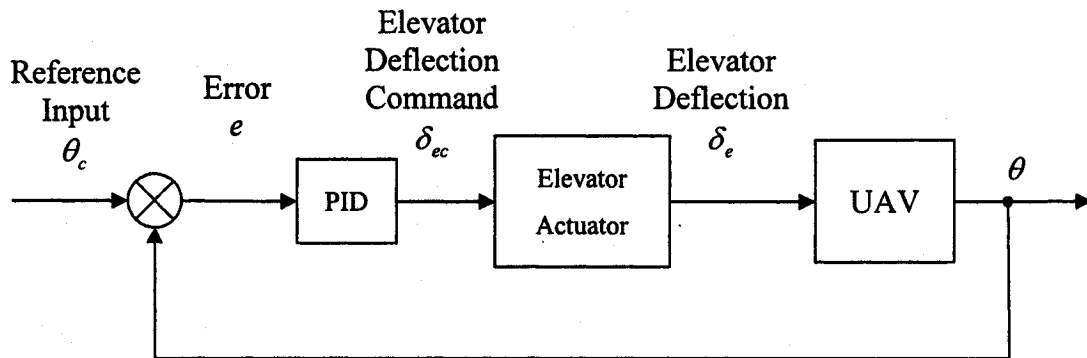 Reference
Input
θc
Error
e
Elevator
Deflection
Command
δec
Elevator
Deflection
δe
θ
PID
Elevator
Actuator
UAV